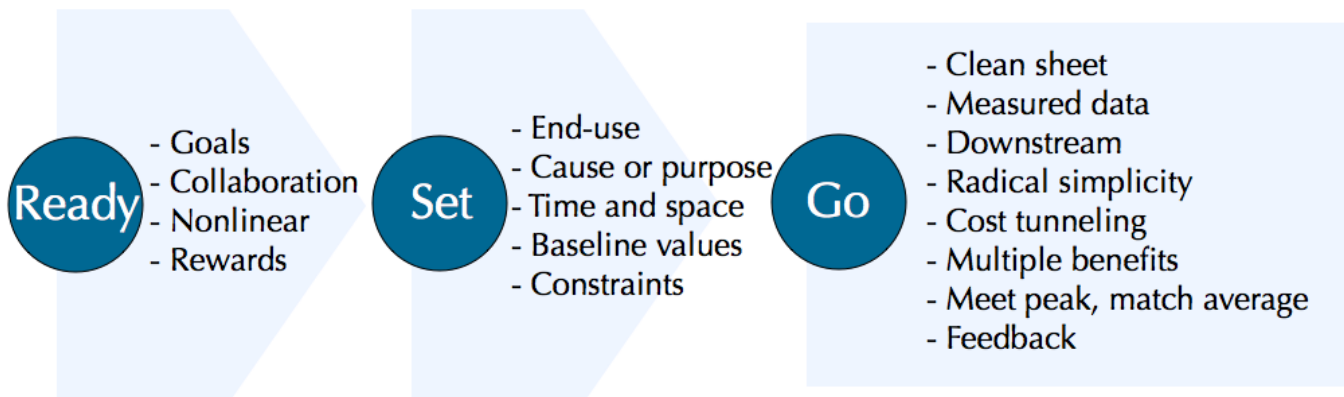 Ready
- Goals
- Collaboration
- Nonlinear
- Rewards
Set
- End-use
- Cause or purpose
- Time and space
- Baseline values
- Constraints
Go
- Clean sheet
- Measured data
- Downstream
- Radical simplicity
- Cost tunneling
- Multiple benefits
- Meet peak, match average
- Feedback